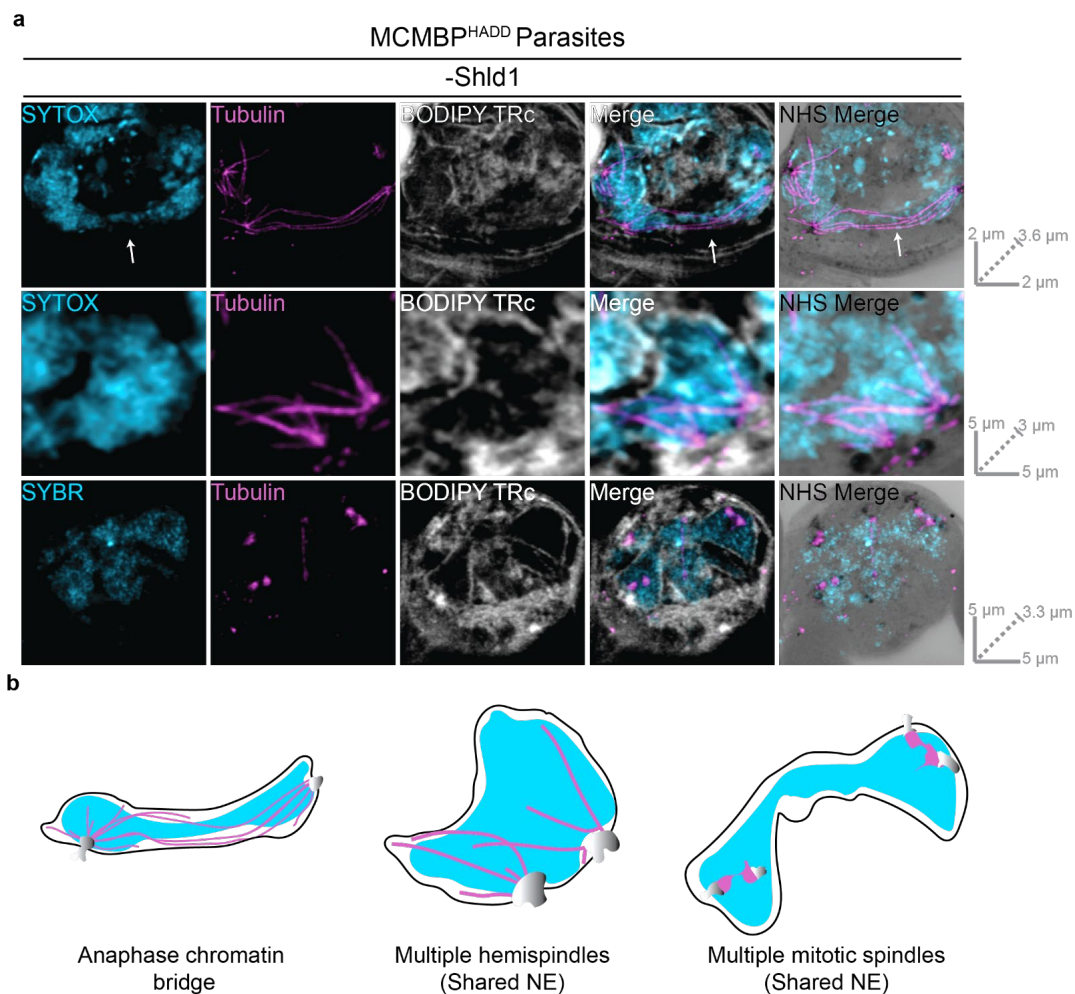 a
MCMBPᴴᴬᴰᴰ Parasites
-Shld1
SYTOX Tubulin BODIPY TRc Merge NHS Merge
2 µm 3.6 µm
2 µm
SYTOX Tubulin BODIPY TRc Merge NHS Merge
5 µm 3 µm
5 µm
SYBR Tubulin BODIPY TRc Merge NHS Merge
5 µm 3.3 µm
5 µm
b
Anaphase chromatin
bridge
Multiple hemispindles
(Shared NE)
Multiple mitotic spindles
(Shared NE)